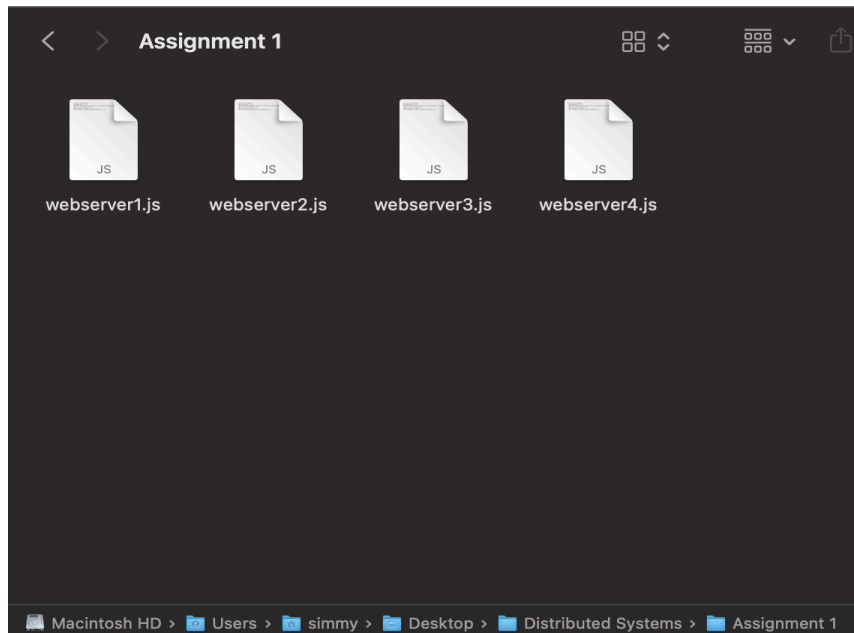 Assignment 1
JS
JS
JS
JS
webserver1.js
webserver2.js
webserver3.js
webserver4.js
Macintosh HD › Users › simmy › Desktop › Distributed Systems › Assignment 1